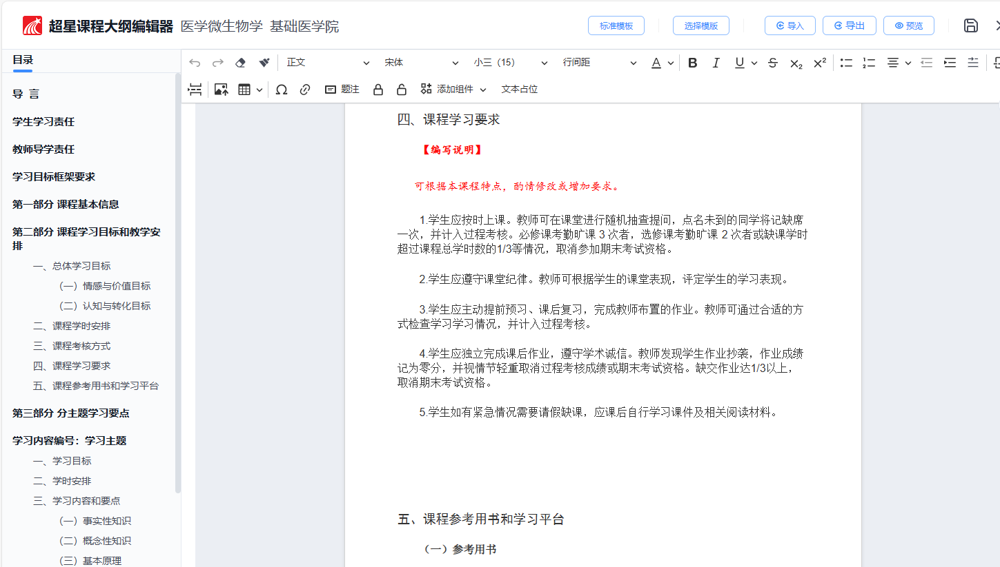 超星课程大纲编辑器 医学微生物学 基础医学院
标准模板 选择模版 导入 导出 预览
目录
正文 宋体 小三（15） 行间距
题注 添加组件 文本占位
导 言
学生学习责任
教师导学责任
学习目标框架要求
第一部分 课程基本信息
第二部分 课程学习目标和教学安
排
一、总体学习目标
（一）情感与价值目标
（二）认知与转化目标
二、课程学时安排
三、课程考核方式
四、课程学习要求
五、课程参考用书和学习平台
第三部分 分主题学习要点
学习内容编号：学习主题
一、学习目标
二、学时安排
三、学习内容和要点
（一）事实性知识
（二）概念性知识
（三）基本原理
四、课程学习要求
【编写说明】
可根据本课程特点，酌情修改或增加要求。
1.学生应按时上课。教师可在课堂进行随机抽查提问，点名未到的同学将记缺席
一次，并计入过程考核。必修课考勤旷课 3 次者，选修课考勤旷课 2 次者或缺课学时
超过课程总学时数的1/3等情况，取消参加期末考试资格。
2.学生应遵守课堂纪律。教师可根据学生的课堂表现，评定学生的学习表现。
3.学生应主动提前预习、课后复习，完成教师布置的作业。教师可通过合适的方
式检查学习学习情况，并计入过程考核。
4.学生应独立完成课后作业，遵守学术诚信。教师发现学生作业抄袭，作业成绩
记为零分，并视情节轻重取消过程考核成绩或期末考试资格。缺交作业达1/3以上，
取消期末考试资格。
5.学生如有紧急情况需要请假缺课，应课后自行学习课件及相关阅读材料。
五、课程参考用书和学习平台
（一）参考用书